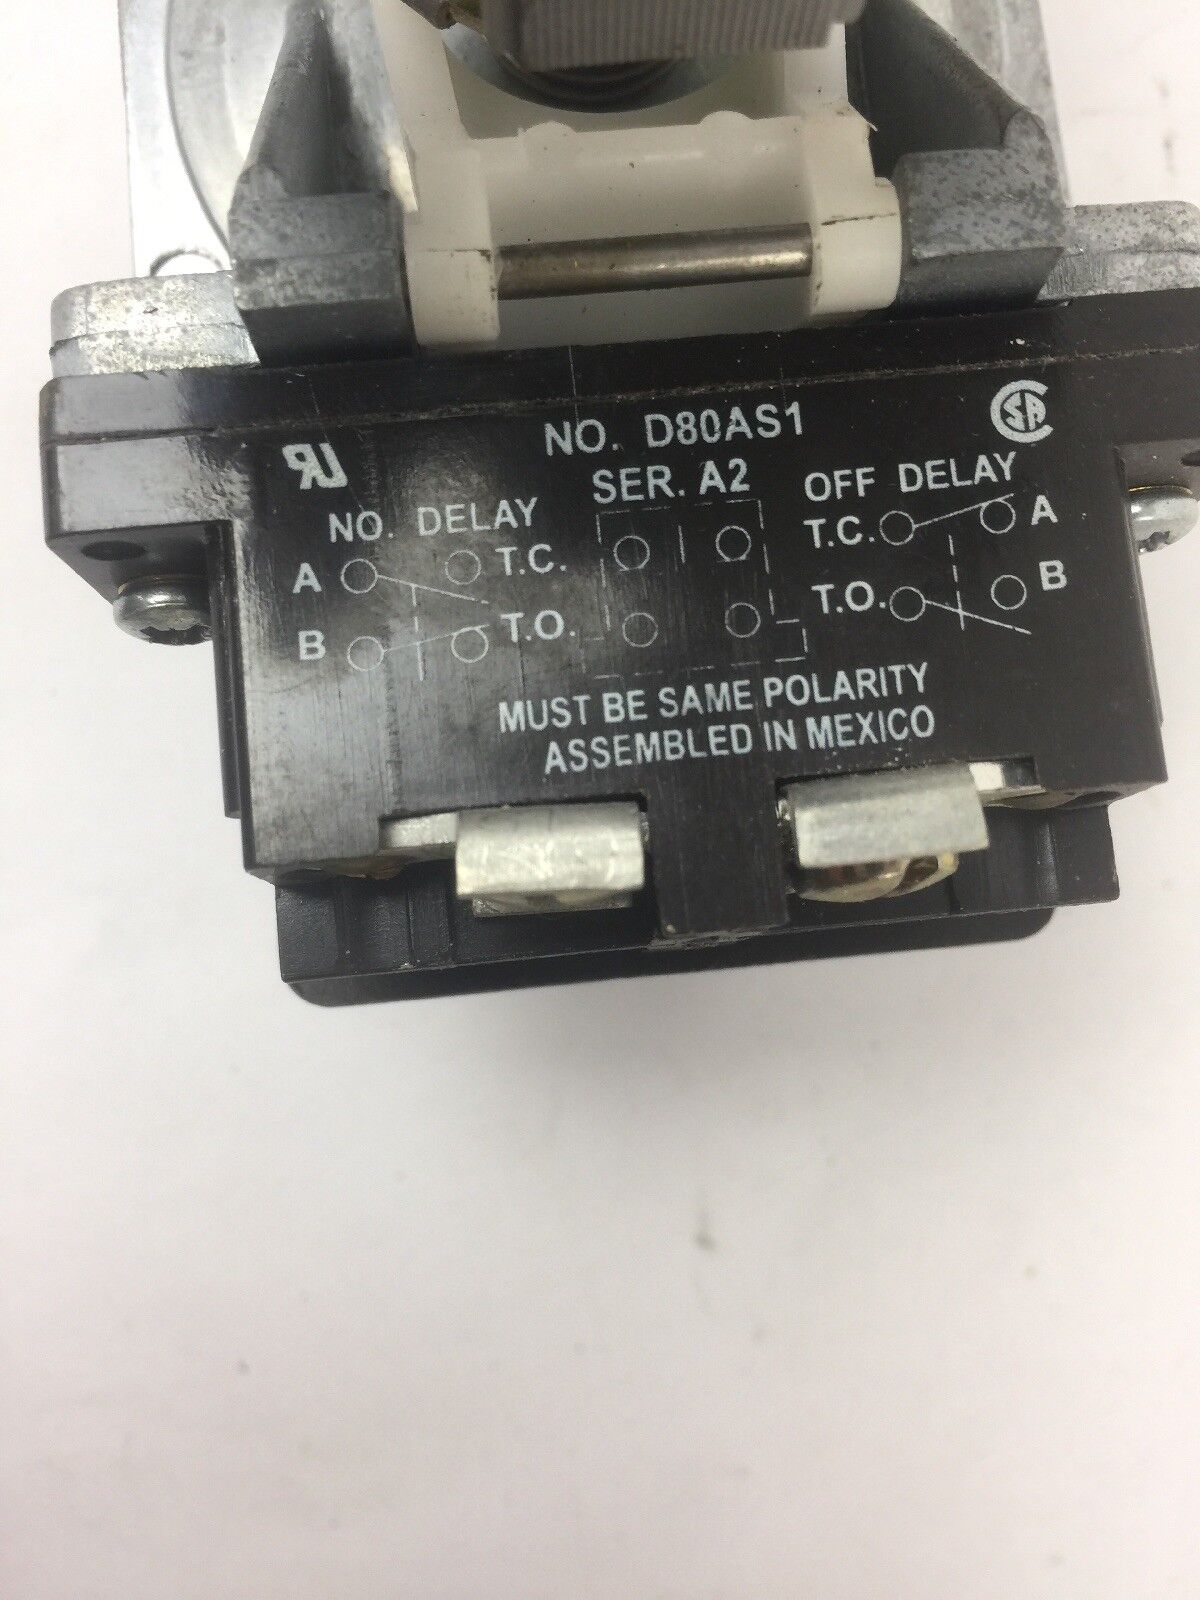 NO. D80AS1
SER. A2
NO. DELAY
A T.C.
B T.O.
OFF DELAY
T.C. A
T.O. B
MUST BE SAME POLARITY
ASSEMBLED IN MEXICO